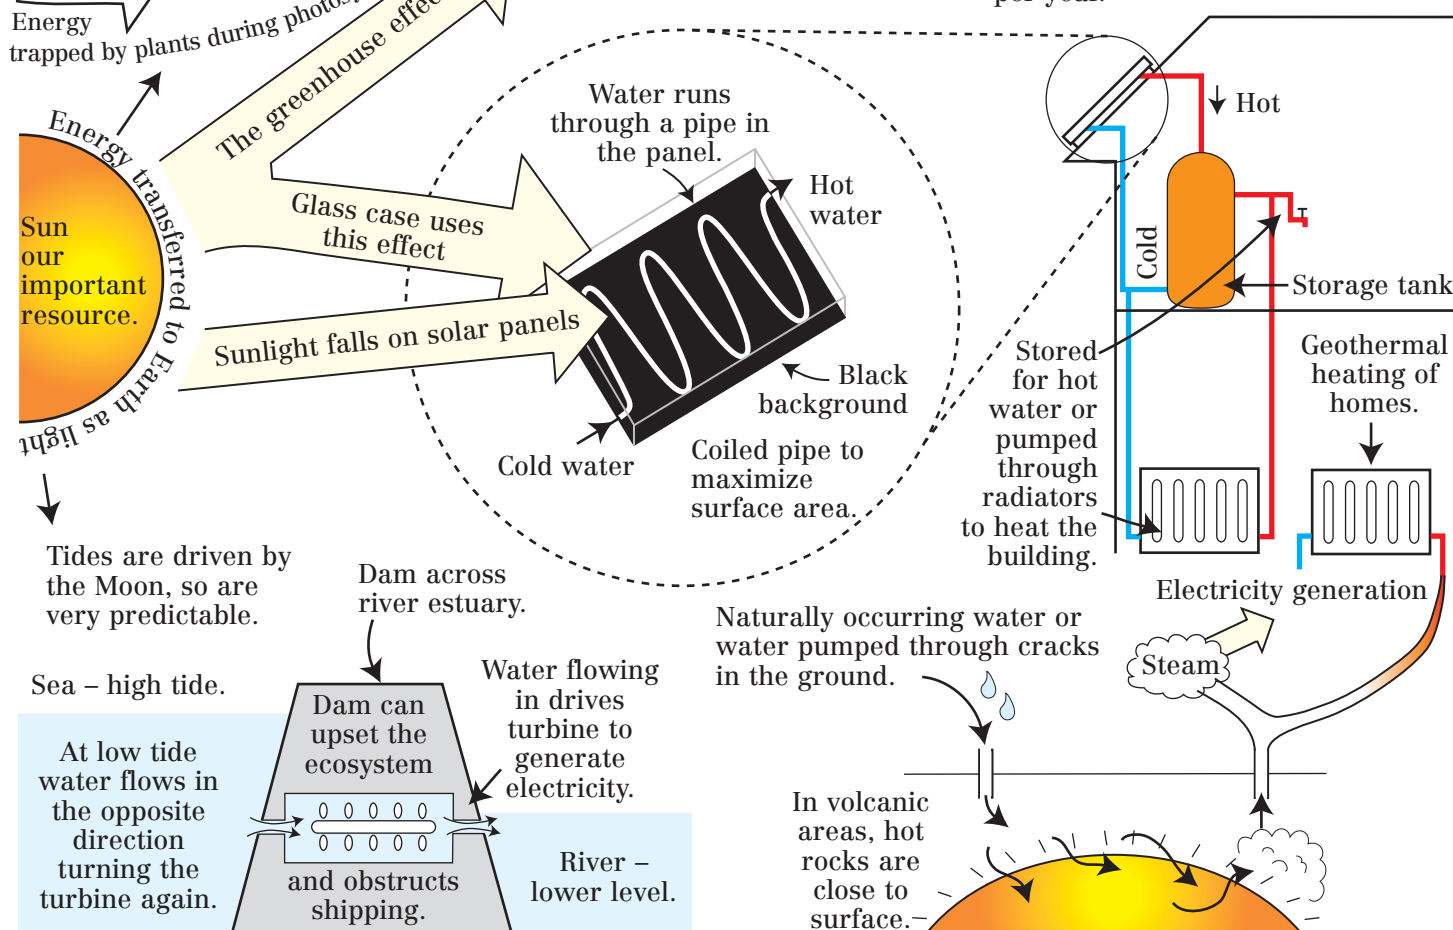 per year.
Energy
trapped by plants during
The greenhouse
Energy transferred to Earth as light
Sun
our
important
resource.
Glass case uses
this effect
Sunlight falls on solar panels
Water runs
through a pipe in
the panel.
Hot
water
Black
background
Cold water
Coiled pipe to
maximize
surface area.
Hot
Cold
Storage tank
Stored
for hot
water or
pumped
through
radiators
to heat the
building.
Geothermal
heating of
homes.
Tides are driven by
the Moon, so are
very predictable.
Dam across
river estuary.
Sea – high tide.
At low tide
water flows in
the opposite
direction
turning the
turbine again.
Dam can
upset the
ecosystem
and obstructs
shipping.
Water flowing
in drives
turbine to
generate
electricity.
River –
lower level.
Naturally occurring water or
water pumped through cracks
in the ground.
Electricity generation
Steam
In volcanic
areas, hot
rocks are
close to
surface.